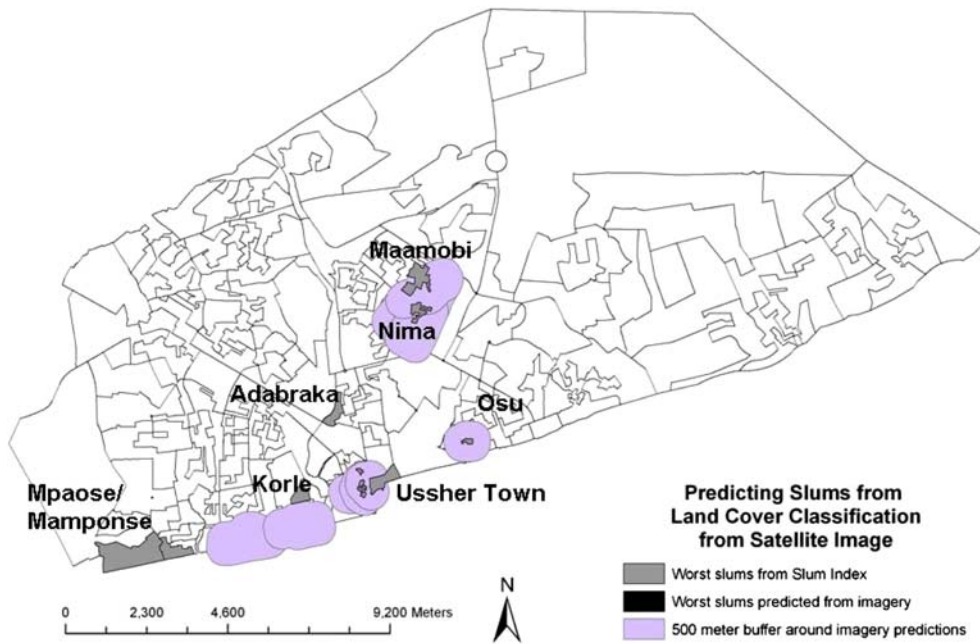 Maamobi
Nima
Adabraka
Osu
Korle
Ussher Town
Mpaose/
Mamponse
Predicting Slums from
Land Cover Classification
from Satellite Image
Worst slums from Slum Index
Worst slums predicted from imagery
500 meter buffer around imagery predictions
N
0 2,300 4,600 9,200 Meters